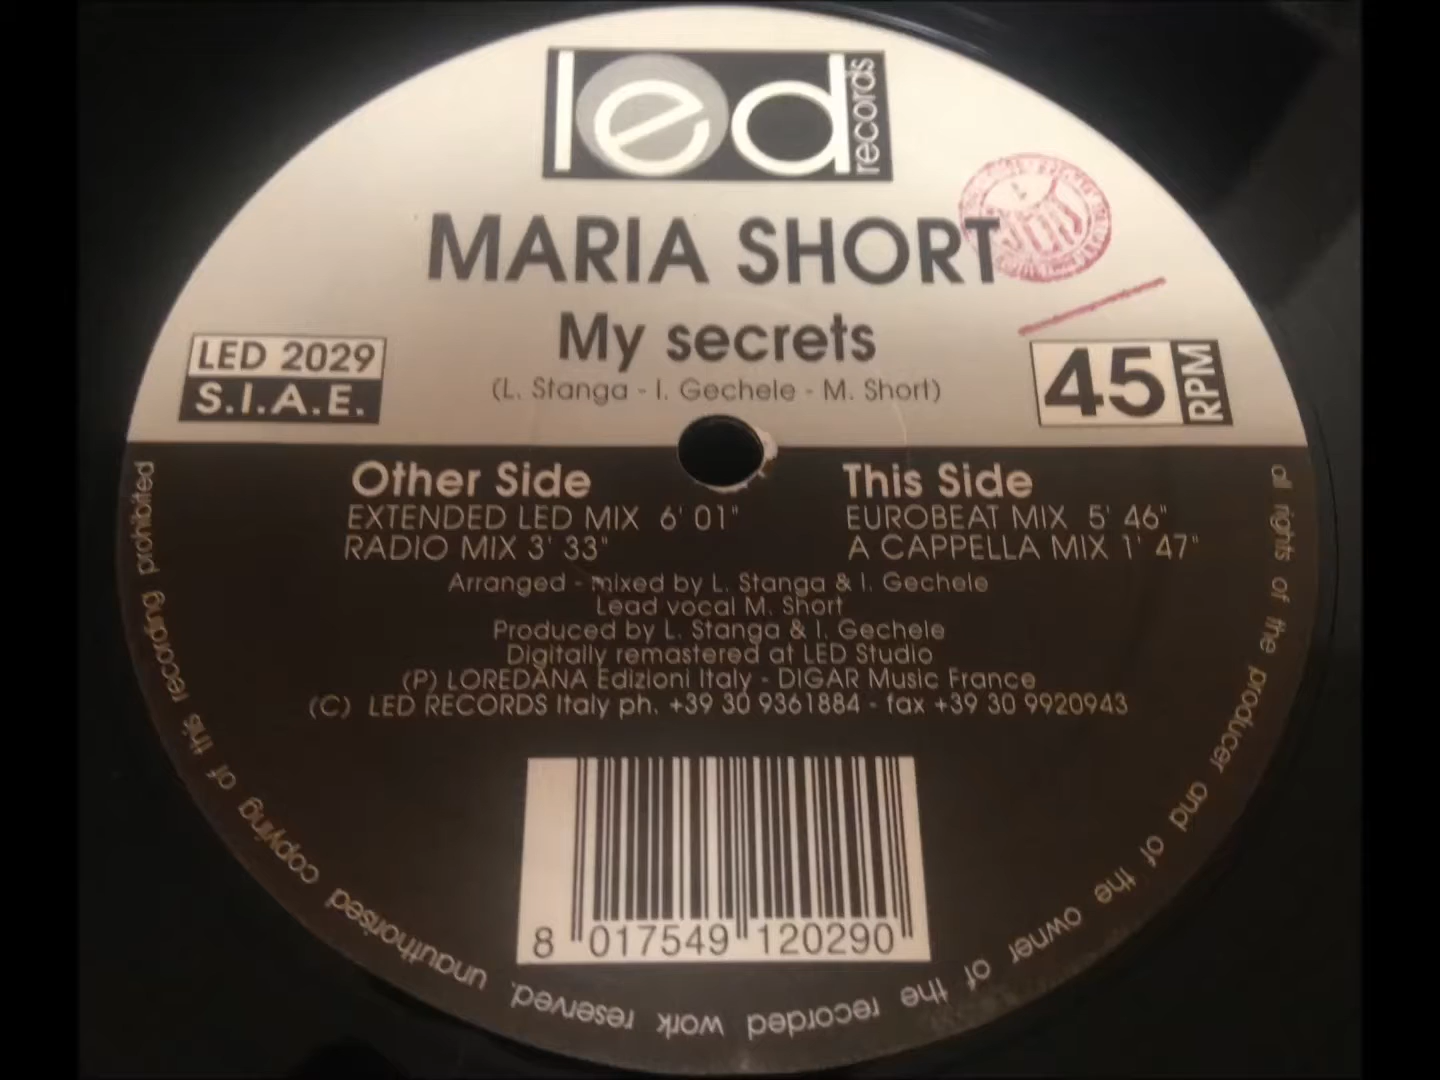 led records
MARIA SHORT
My secrets
(L. Stanga - I. Gechele - M. Short)
LED 2029
S.I.A.E.
45 RPM
Other Side
EXTENDED LED MIX 6' 01"
RADIO MIX 3' 33"
This Side
EUROBEAT MIX 5' 46"
A CAPPELLA MIX 1' 47"
Arranged - mixed by L. Stanga & I. Gechele
Lead vocal M. Short
Produced by L. Stanga & I. Gechele
Digitally remastered at LED Studio
(P) LOREDANA Edizioni Italy - DIGAR Music France
(C) LED RECORDS Italy ph. +39 30 9361884 - fax +39 30 9920943
8 017549 120290
all rights of the producer and of the owner of the recorded work reserved. unauthorised copying of this recording prohibited